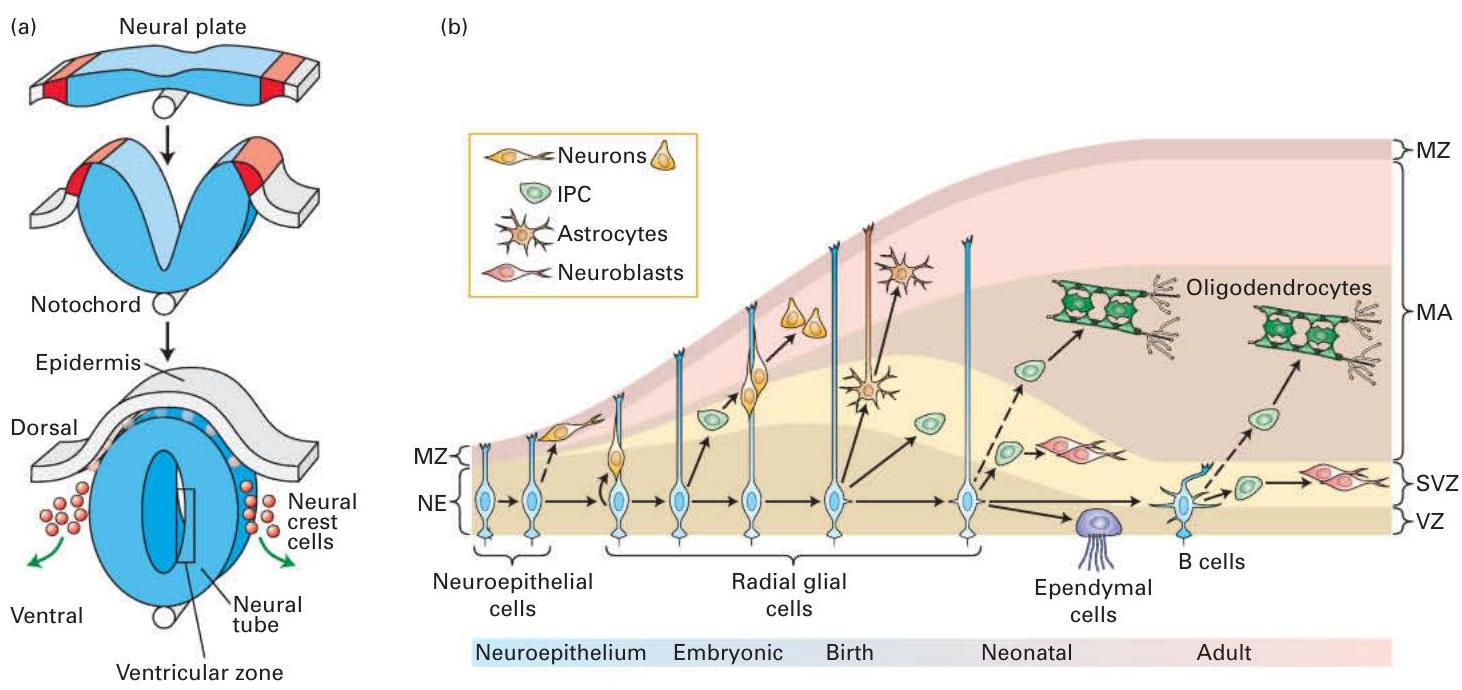 (a)
Neural plate
Notochord
Epidermis
Dorsal
Neural
crest
cells
Ventral
Neural
tube
Ventricular zone
(b)
Neurons
IPC
Astrocytes
Neuroblasts
MZ
MA
Oligodendrocytes
MZ
NE
SVZ
VZ
Neuroepithelial
cells
Radial glial
cells
Ependymal
cells
B cells
Neuroepithelium
Embryonic
Birth
Neonatal
Adult